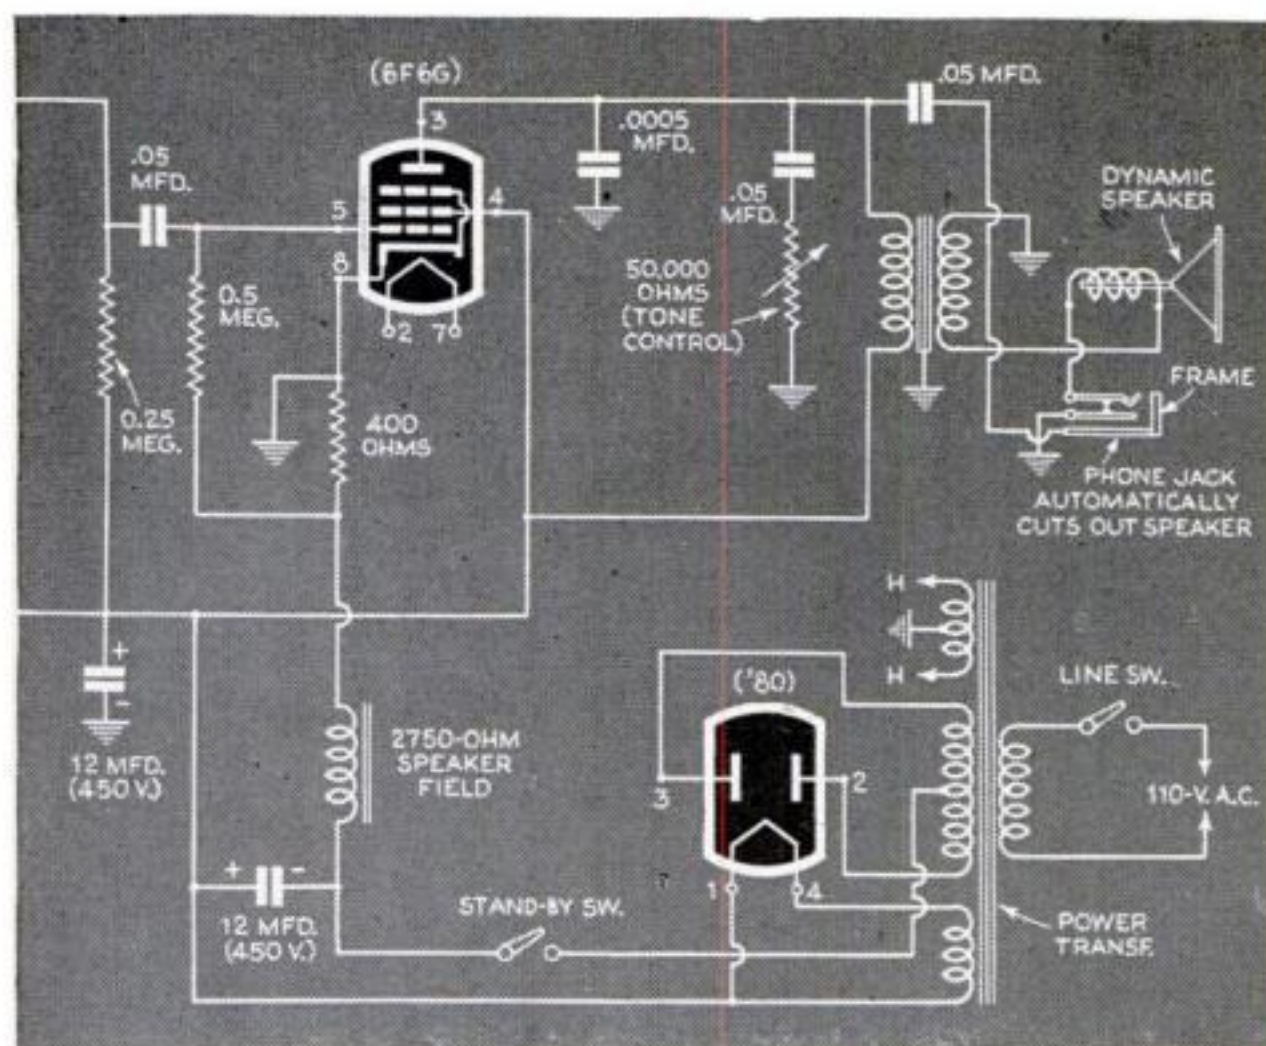 (6F6G)
3
.05 MFD.
.0005
MFD.
.05
MFD.
DYNAMIC
SPEAKER
5
4
.05
MFD.
8
50,000
OHMS
(TONE
CONTROL)
0.5
MEG.
2
7
FRAME
0.25
MEG.
400
OHMS
PHONE JACK
AUTOMATICALLY
CUTS OUT SPEAKER
H
H
+
-
('80)
LINE SW.
12 MFD.
(450 V.)
2750-OHM
SPEAKER
FIELD
3
2
110-V. A.C.
+
-
1
4
STAND-BY SW.
12 MFD.
(450 V.)
POWER
TRANSF.